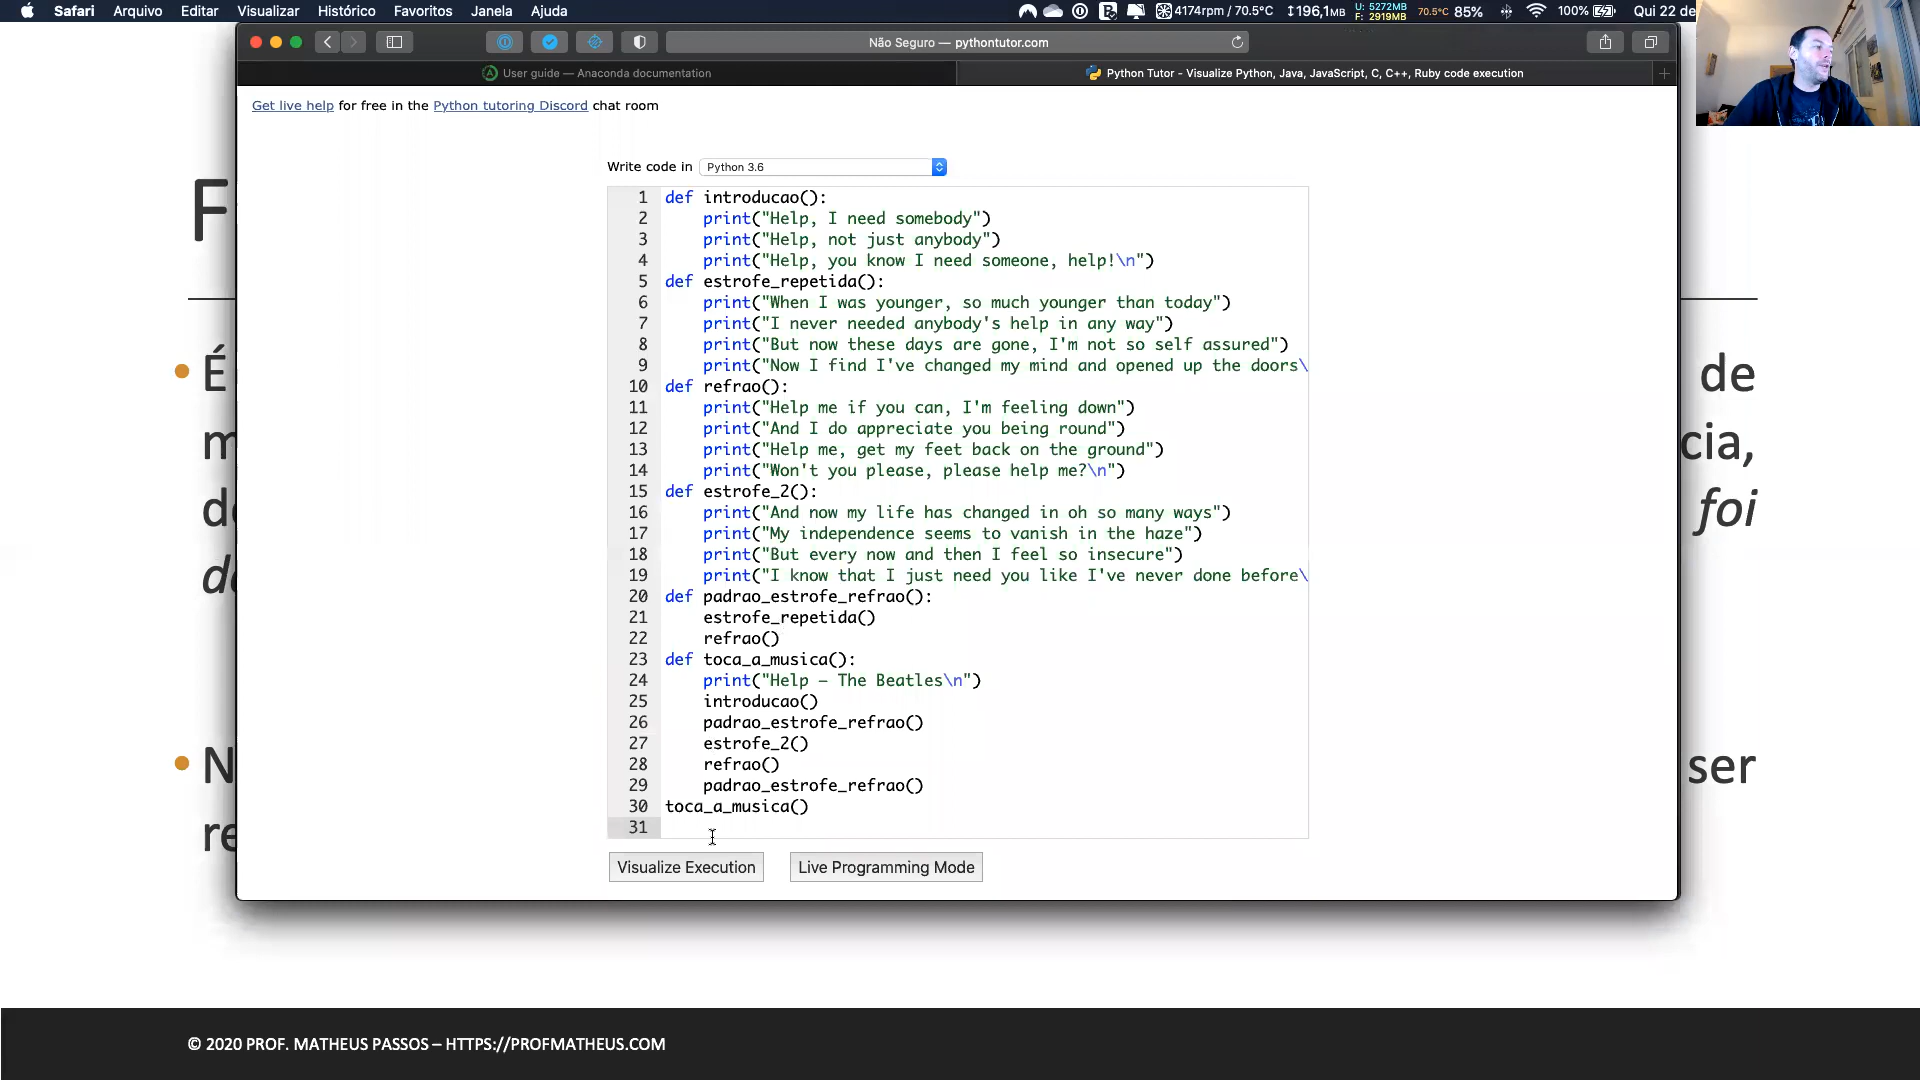 Safari Arquivo Editar Visualizar Histórico Favoritos Janela Ajuda 4174rpm / 70.5°C 196,1MB U: 5272MB F: 2919MB 70.5°C 85% 100% Qui 22 de
Não Seguro — pythontutor.com
User guide — Anaconda documentation
Python Tutor - Visualize Python, Java, JavaScript, C, C++, Ruby code execution
Get live help for free in the Python tutoring Discord chat room
Write code in Python 3.6
1 def introducao():
2 print("Help, I need somebody")
3 print("Help, not just anybody")
4 print("Help, you know I need someone, help!\n")
5 def estrofe_repetida():
6 print("When I was younger, so much younger than today")
7 print("I never needed anybody's help in any way")
8 print("But now these days are gone, I'm not so self assured")
9 print("Now I find I've changed my mind and opened up the doors\
10 def refrao():
11 print("Help me if you can, I'm feeling down")
12 print("And I do appreciate you being round")
13 print("Help me, get my feet back on the ground")
14 print("Won't you please, please help me?\n")
15 def estrofe_2():
16 print("And now my life has changed in oh so many ways")
17 print("My independence seems to vanish in the haze")
18 print("But every now and then I feel so insecure")
19 print("I know that I just need you like I've never done before\
20 def padrao_estrofe_refrao():
21 estrofe_repetida()
22 refrao()
23 def toca_a_musica():
24 print("Help – The Beatles\n")
25 introducao()
26 padrao_estrofe_refrao()
27 estrofe_2()
28 refrao()
29 padrao_estrofe_refrao()
30 toca_a_musica()
31
Visualize Execution Live Programming Mode
F
É de
m cia,
d foi
da
N ser
re
© 2020 PROF. MATHEUS PASSOS – HTTPS://PROFMATHEUS.COM